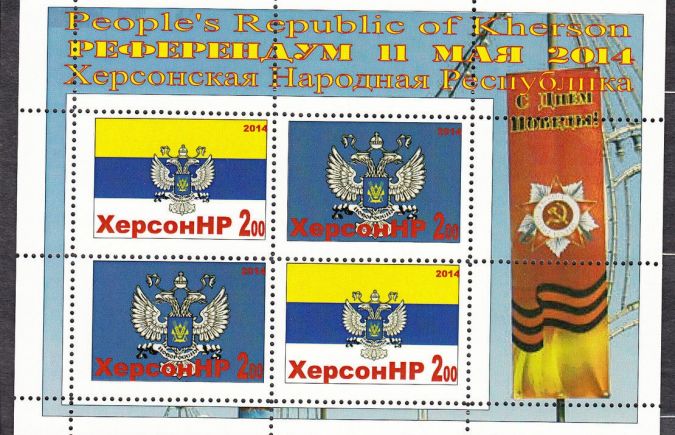 People's Republic of Kherson
РЕФЕРЕНДУМ 11 МАЯ 2014
Херсонская Народная Республика
С Днем
Победы!
2014
ХерсонНР 2.00
2014
ХерсонНР 2.00
2014
ХерсонНР 2.00
2014
ХерсонНР 2.00